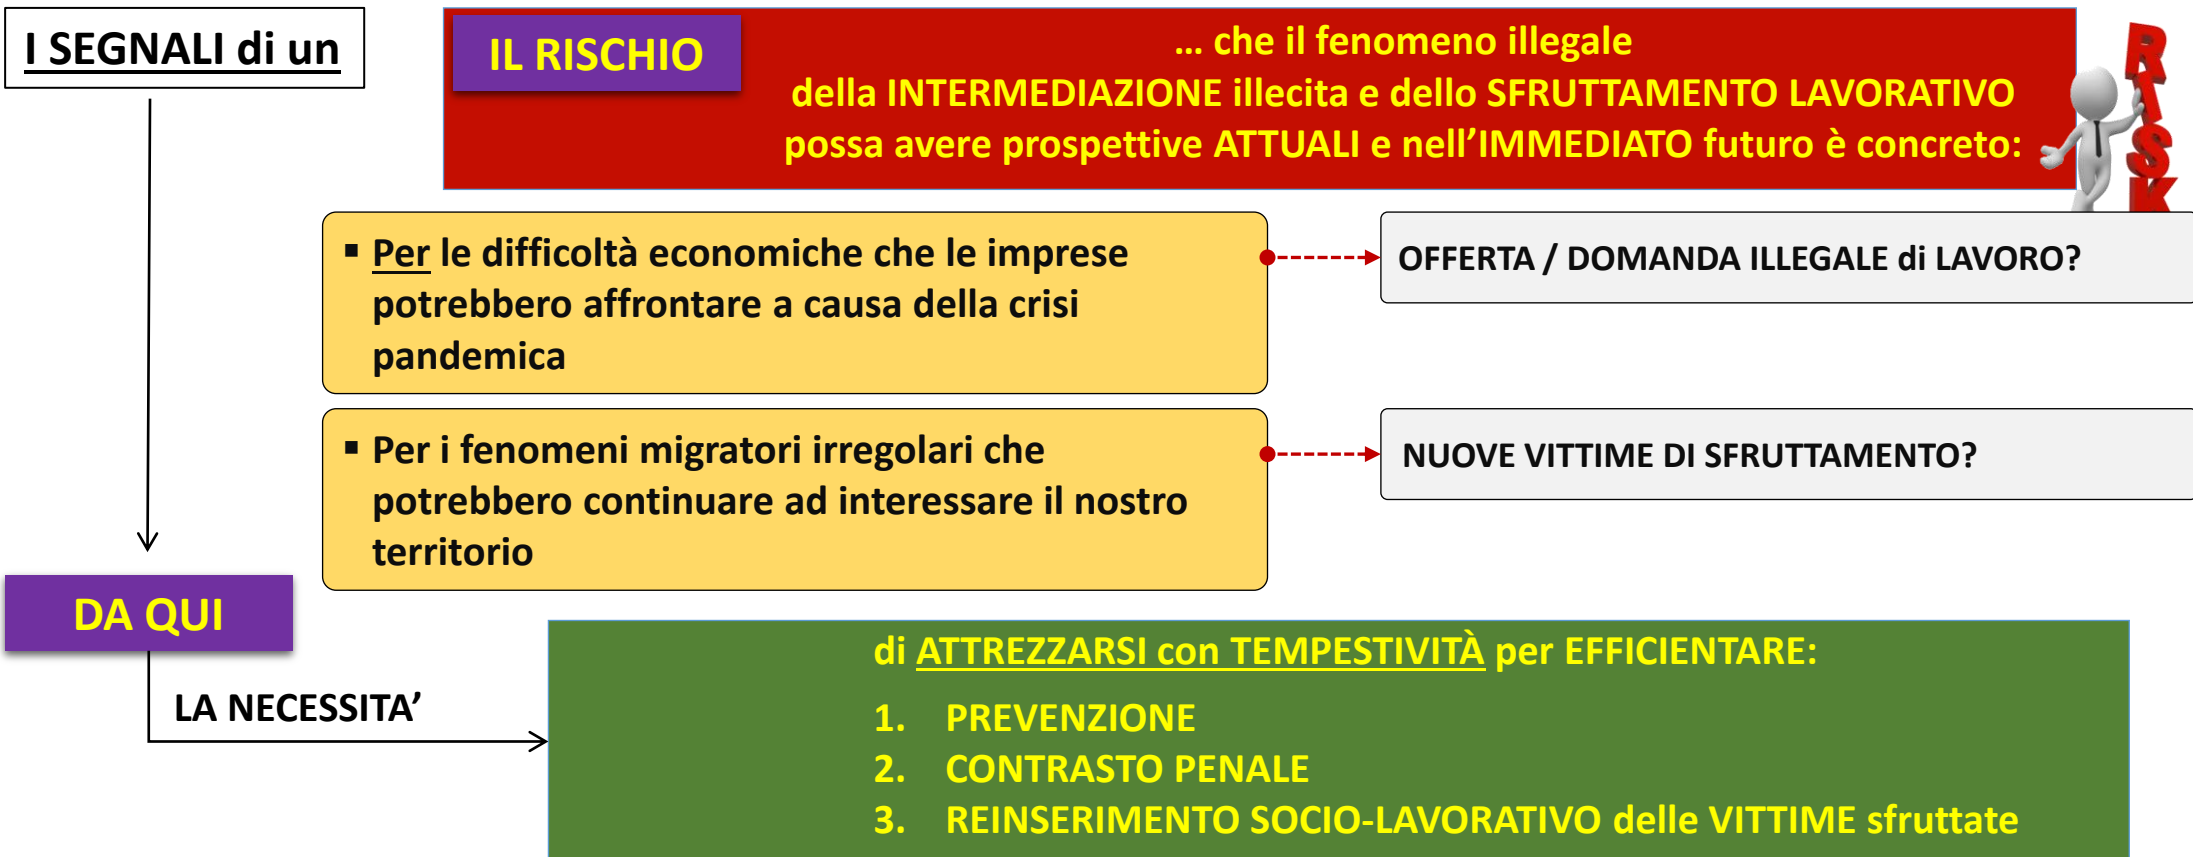 I SEGNALI di un
IL RISCHIO
... che il fenomeno illegale
della INTERMEDIAZIONE illecita e dello SFRUTTAMENTO LAVORATIVO
possa avere prospettive ATTUALI e nell’IMMEDIATO futuro è concreto:
RISK
▪ Per le difficoltà economiche che le imprese
potrebbero affrontare a causa della crisi
pandemica
OFFERTA / DOMANDA ILLEGALE di LAVORO?
▪ Per i fenomeni migratori irregolari che
potrebbero continuare ad interessare il nostro
territorio
NUOVE VITTIME DI SFRUTTAMENTO?
DA QUI
LA NECESSITA’
di ATTREZZARSI con TEMPESTIVITÀ per EFFICIENTARE:
1. PREVENZIONE
2. CONTRASTO PENALE
3. REINSERIMENTO SOCIO-LAVORATIVO delle VITTIME sfruttate